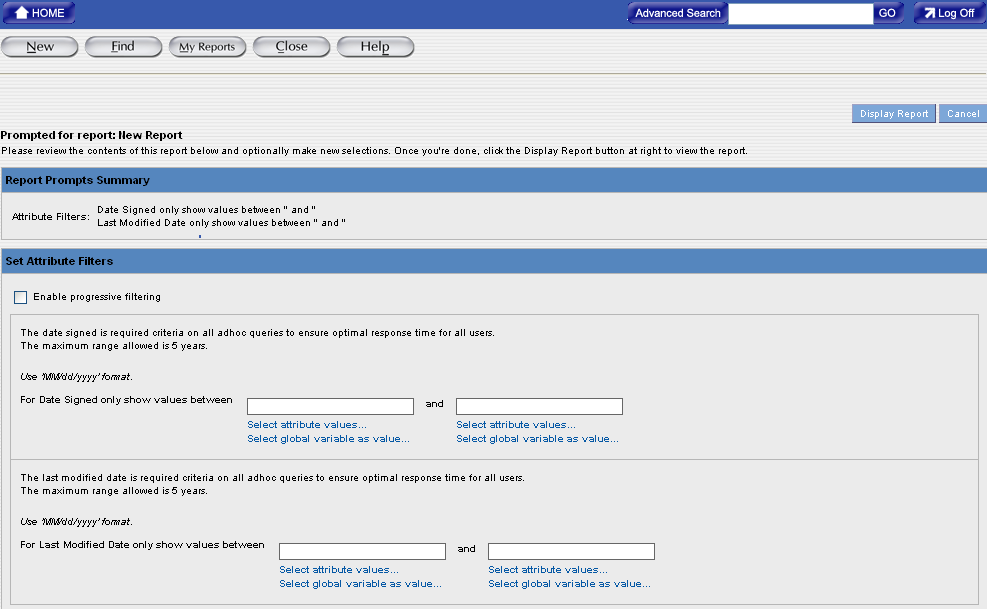 HOME
Advanced Search
GO
Log Off
New
Find
My Reports
Close
Help
Display Report
Cancel
Prompted for report: New Report
Please review the contents of this report below and optionally make new selections. Once you're done, click the Display Report button at right to view the report.
Report Prompts Summary
Attribute Filters:
Date Signed only show values between '' and ''
Last Modified Date only show values between '' and ''
Set Attribute Filters
Enable progressive filtering
The date signed is required criteria on all adhoc queries to ensure optimal response time for all users.
The maximum range allowed is 5 years.
Use 'MM/dd/yyyy' format.
For Date Signed only show values between
and
Select attribute values...
Select attribute values...
Select global variable as value...
Select global variable as value...
The last modified date is required criteria on all adhoc queries to ensure optimal response time for all users.
The maximum range allowed is 5 years.
Use 'MM/dd/yyyy' format.
For Last Modified Date only show values between
and
Select attribute values...
Select attribute values...
Select global variable as value...
Select global variable as value...